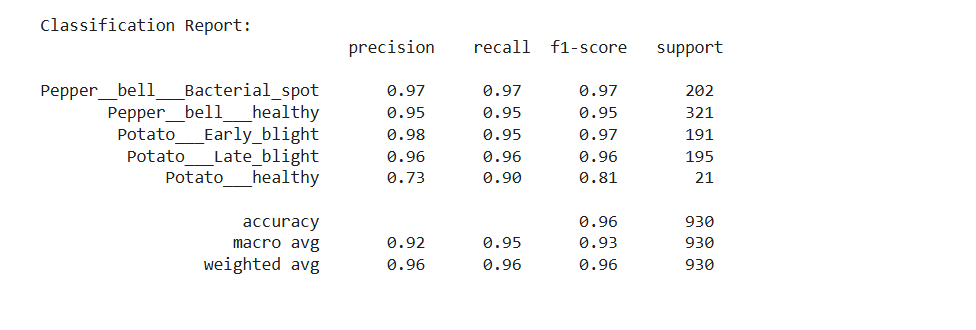 Classification Report:
precision recall f1-score support
Pepper__bell___Bacterial_spot 0.97 0.97 0.97 202
Pepper__bell___healthy 0.95 0.95 0.95 321
Potato___Early_blight 0.98 0.95 0.97 191
Potato___Late_blight 0.96 0.96 0.96 195
Potato___healthy 0.73 0.90 0.81 21
accuracy 0.96 930
macro avg 0.92 0.95 0.93 930
weighted avg 0.96 0.96 0.96 930